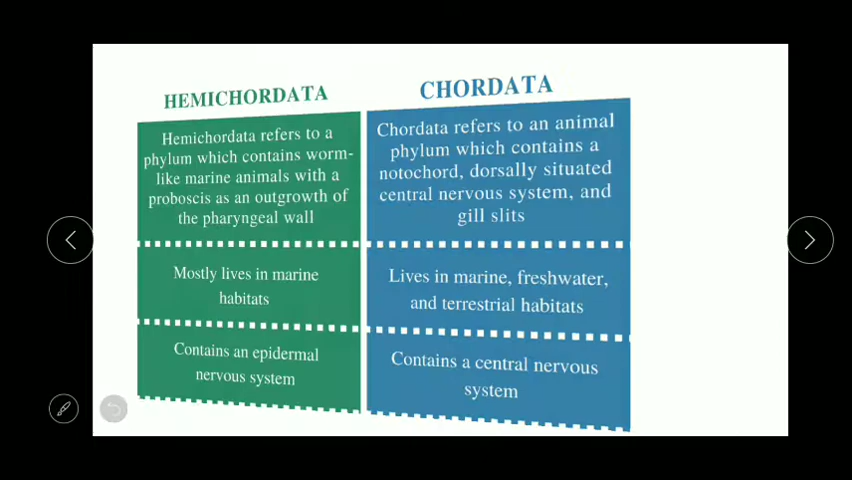 HEMICHORDATA
Hemichordata refers to a
phylum which contains worm-
like marine animals with a
proboscis as an outgrowth of
the pharyngeal wall
Mostly lives in marine
habitats
Contains an epidermal
nervous system
CHORDATA
Chordata refers to an animal
phylum which contains a
notochord, dorsally situated
central nervous system, and
gill slits
Lives in marine, freshwater,
and terrestrial habitats
Contains a central nervous
system